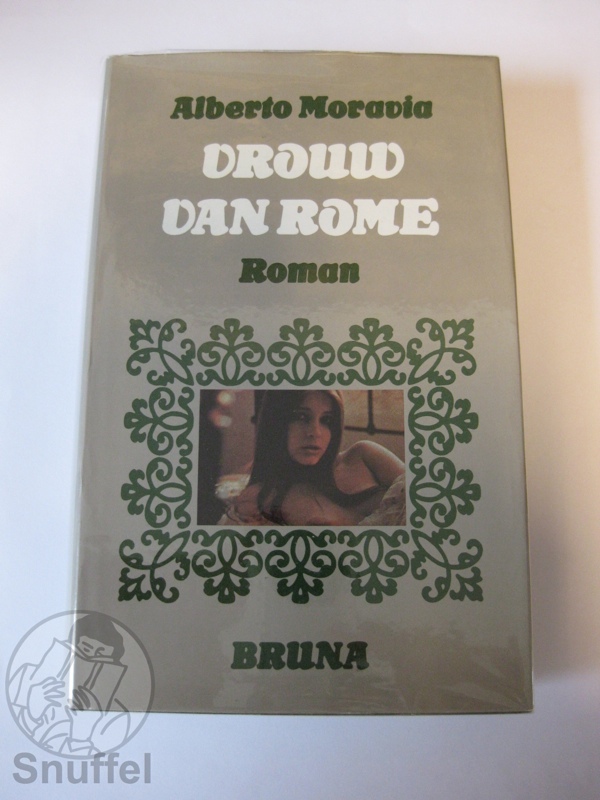 Alberto Moravia
VROUW
VAN ROME
Roman
BRUNA
Snuffel